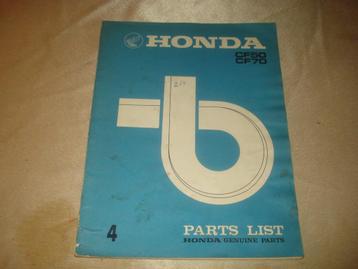 HONDA
CF50
CF70
4
PARTS LIST
HONDA GENUINE PARTS